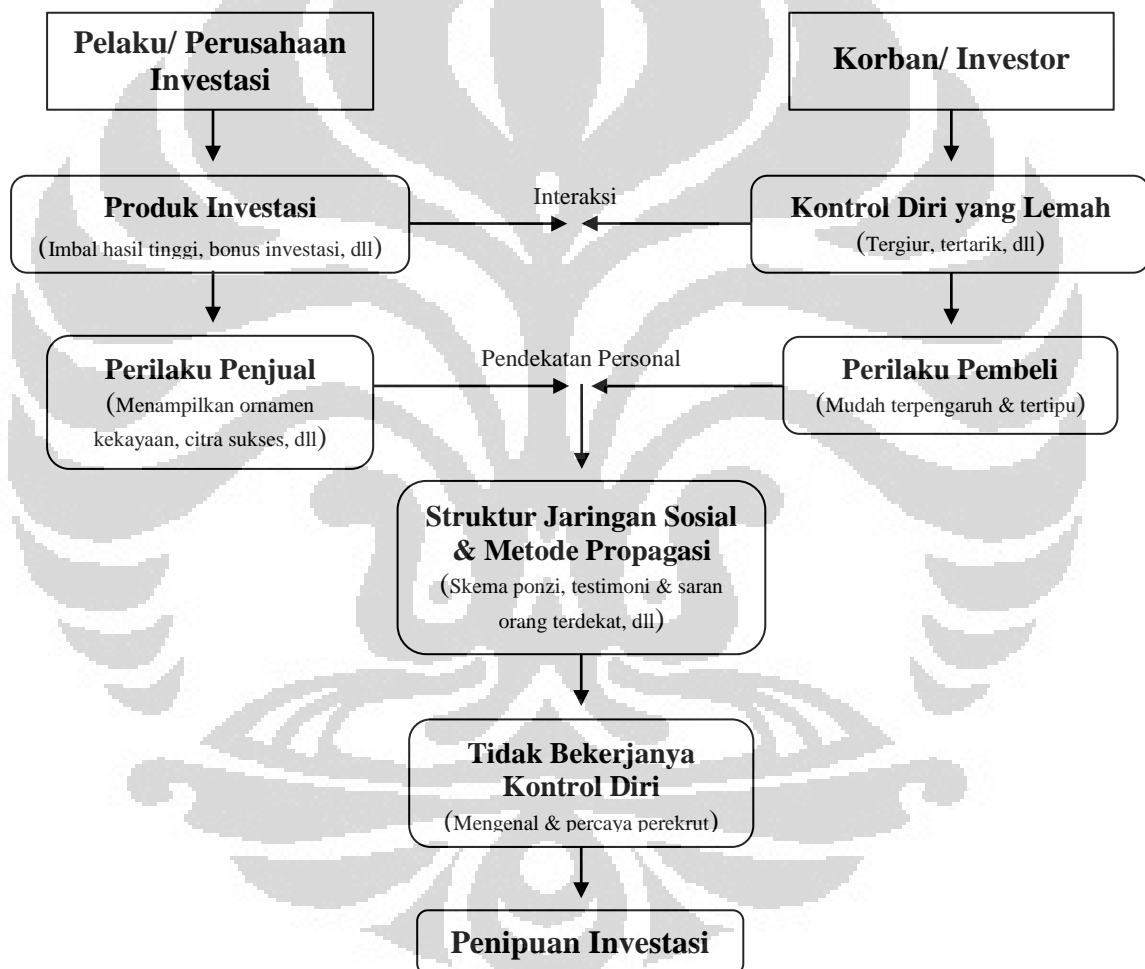 Pelaku/ Perusahaan
Investasi
Korban/ Investor
Produk Investasi
(Imbal hasil tinggi, bonus investasi, dll)
Interaksi
Kontrol Diri yang Lemah
(Tergiur, tertarik, dll)
Perilaku Penjual
(Menampilkan ornamen
kekayaan, citra sukses, dll)
Pendekatan Personal
Perilaku Pembeli
(Mudah terpengaruh & tertipu)
Struktur Jaringan Sosial
& Metode Propagasi
(Skema ponzi, testimoni & saran
orang terdekat, dll)
Tidak Bekerjanya
Kontrol Diri
(Mengenal & percaya perekrut)
Penipuan Investasi